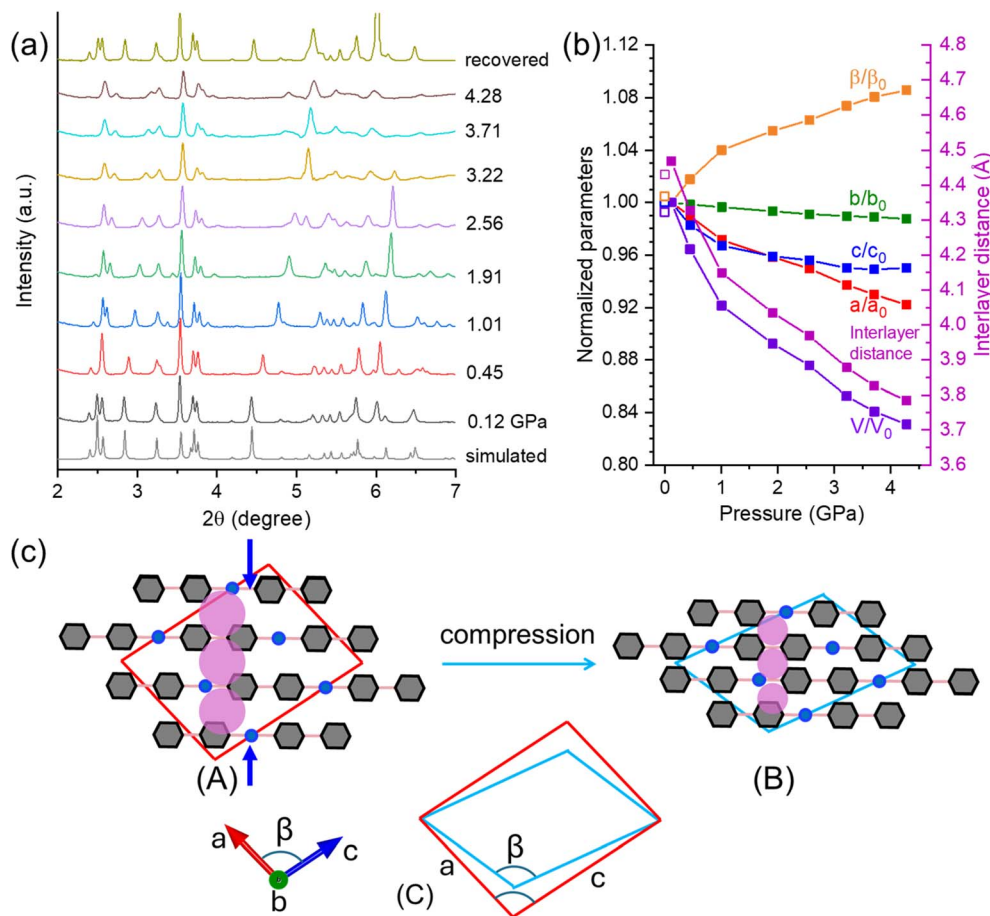 (a)
recovered
4.28
3.71
3.22
2.56
1.91
1.01
0.45
0.12 GPa
simulated
Intensity (a.u.)
2 3 4 5 6 7
2θ (degree)
(b)
1.12
1.08
1.04
1.00
0.96
0.92
0.88
0.84
0.80
Normalized parameters
β/β0
b/b0
c/c0
a/a0
Interlayer
distance
V/V0
4.8
4.7
4.6
4.5
4.4
4.3
4.2
4.1
4.0
3.9
3.8
3.7
3.6
Interlayer distance (Å)
0 1 2 3 4
Pressure (GPa)
(c)
compression
(A)
(B)
a
β
c
b
a
β
c
(C)